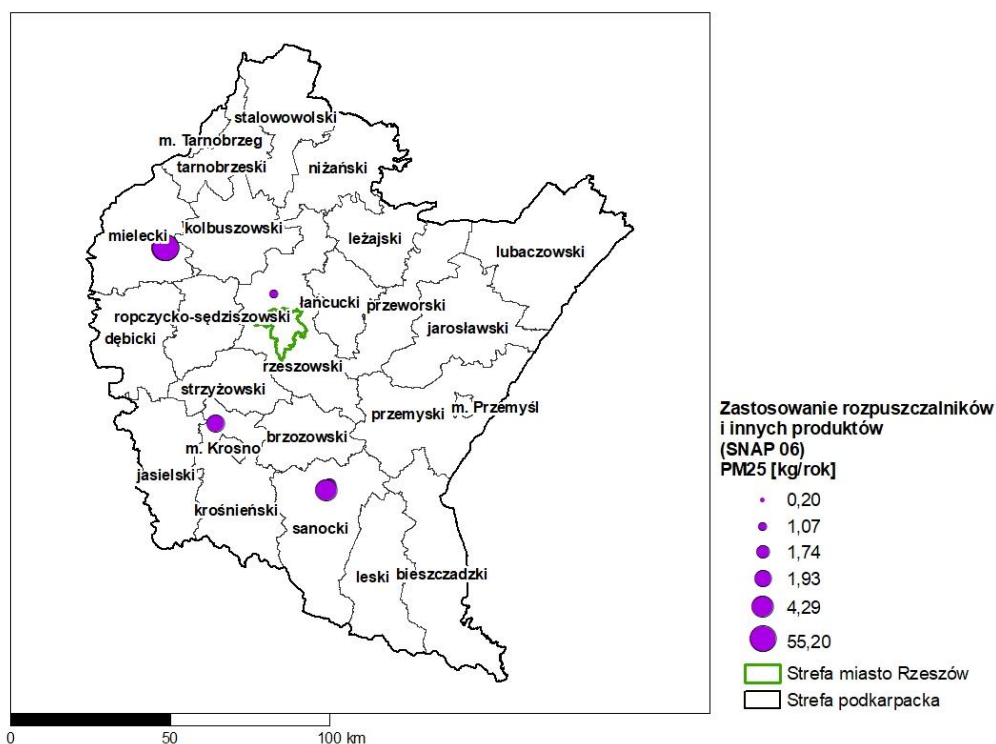 stalowowolski
m. Tarnobrzeg
tarnobrzeski
niżański
kolbuszowski
mielecki
leżajski
lubaczowski
łańcucki
przeworski
ropczycko-sędziszowski
jarosławski
dębicki
rzeszowski
strzyżowski
przemyski
m. Przemyśl
brzozowski
m. Krosno
jasielski
krośnieński
sanocki
leski
bieszczadzki
Zastosowanie rozpuszczalników
i innych produktów
(SNAP 06)
PM25 [kg/rok]
0,20
1,07
1,74
1,93
4,29
55,20
Strefa miasto Rzeszów
Strefa podkarpacka
0
50
100 km